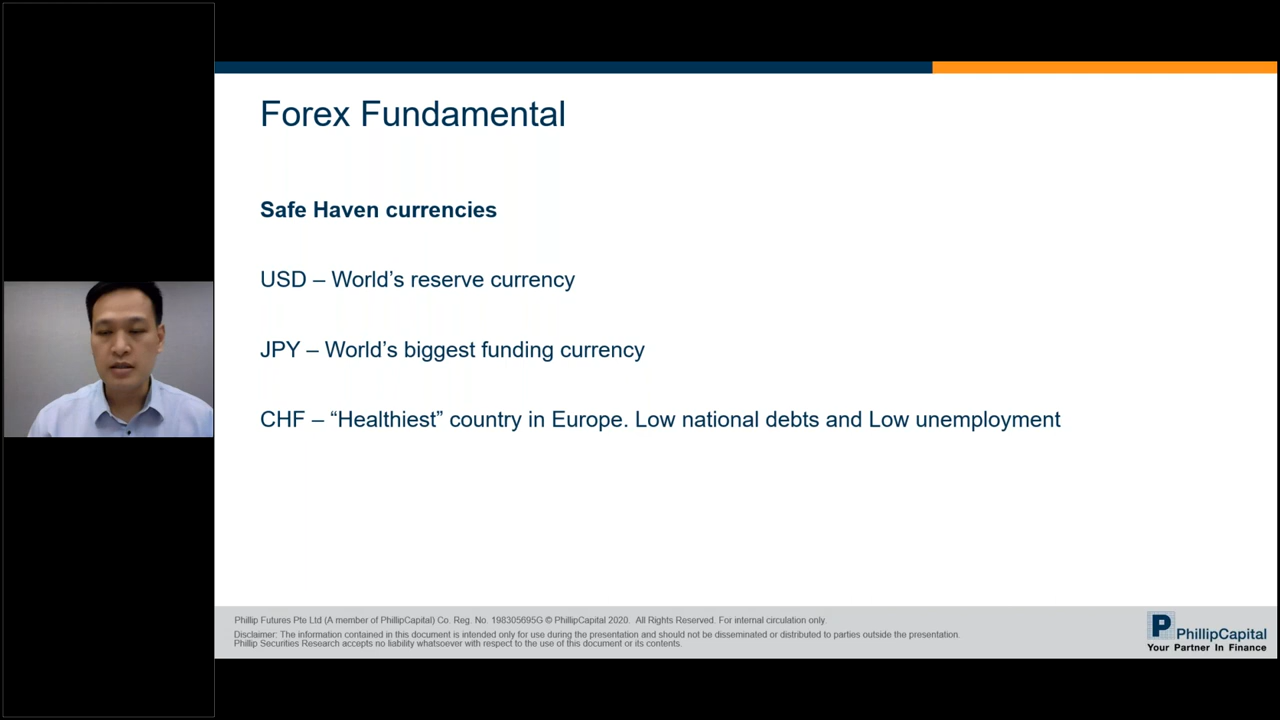 Forex Fundamental
Safe Haven currencies
USD – World’s reserve currency
JPY – World’s biggest funding currency
CHF – “Healthiest” country in Europe. Low national debts and Low unemployment
Phillip Futures Pte Ltd (A member of PhillipCapital) Co. Reg. No. 198305695G © PhillipCapital 2020. All Rights Reserved. For internal circulation only.
Disclaimer: The information contained in this document is intended only for use during the presentation and should not be disseminated or distributed to parties outside the presentation.
Phillip Securities Research accepts no liability whatsoever with respect to the use of this document or its contents.
P PhillipCapital
Your Partner In Finance